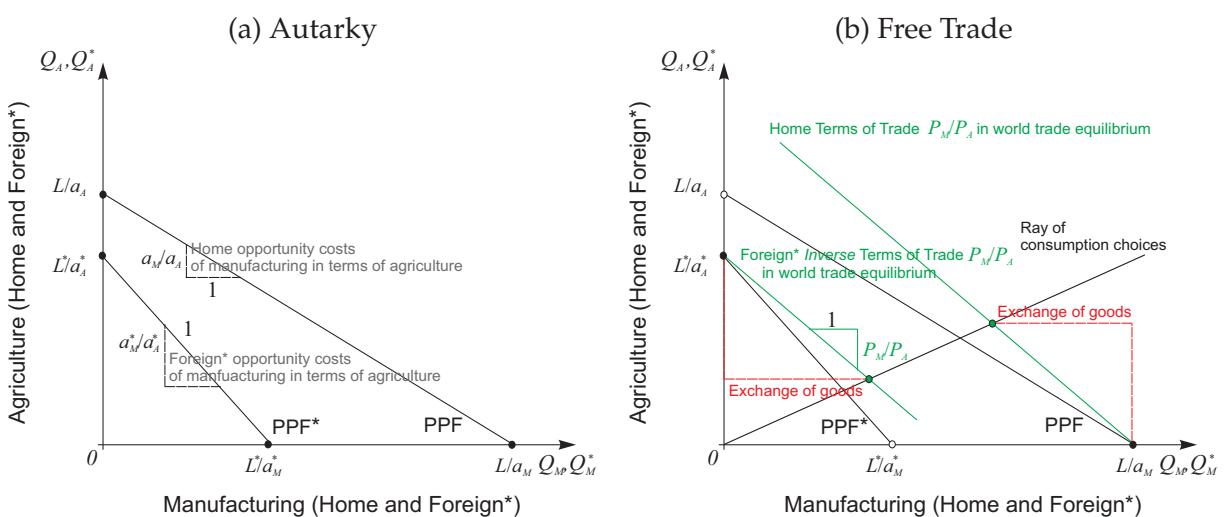 (a) Autarky
Q_A, Q_A^*
Agriculture (Home and Foreign*)
L/a_A
L^*/a_A^*
a_M/a_A
Home opportunity costs
of manufacturing in terms of agriculture
1
1
a_M^*/a_A^*
Foreign* opportunity costs
of manfuacturing in terms of agriculture
PPF*
PPF
0
L^*/a_M^*
L/a_M
Q_M, Q_M^*
Manufacturing (Home and Foreign*)
(b) Free Trade
Q_A, Q_A^*
Agriculture (Home and Foreign*)
Home Terms of Trade P_M/P_A in world trade equilibrium
L/a_A
Ray of
consumption choices
L^*/a_A^*
Foreign* Inverse Terms of Trade P_M/P_A
in world trade equilibrium
Exchange of goods
1
P_M/P_A
Exchange of goods
PPF*
PPF
0
L^*/a_M^*
L/a_M
Q_M, Q_M^*
Manufacturing (Home and Foreign*)